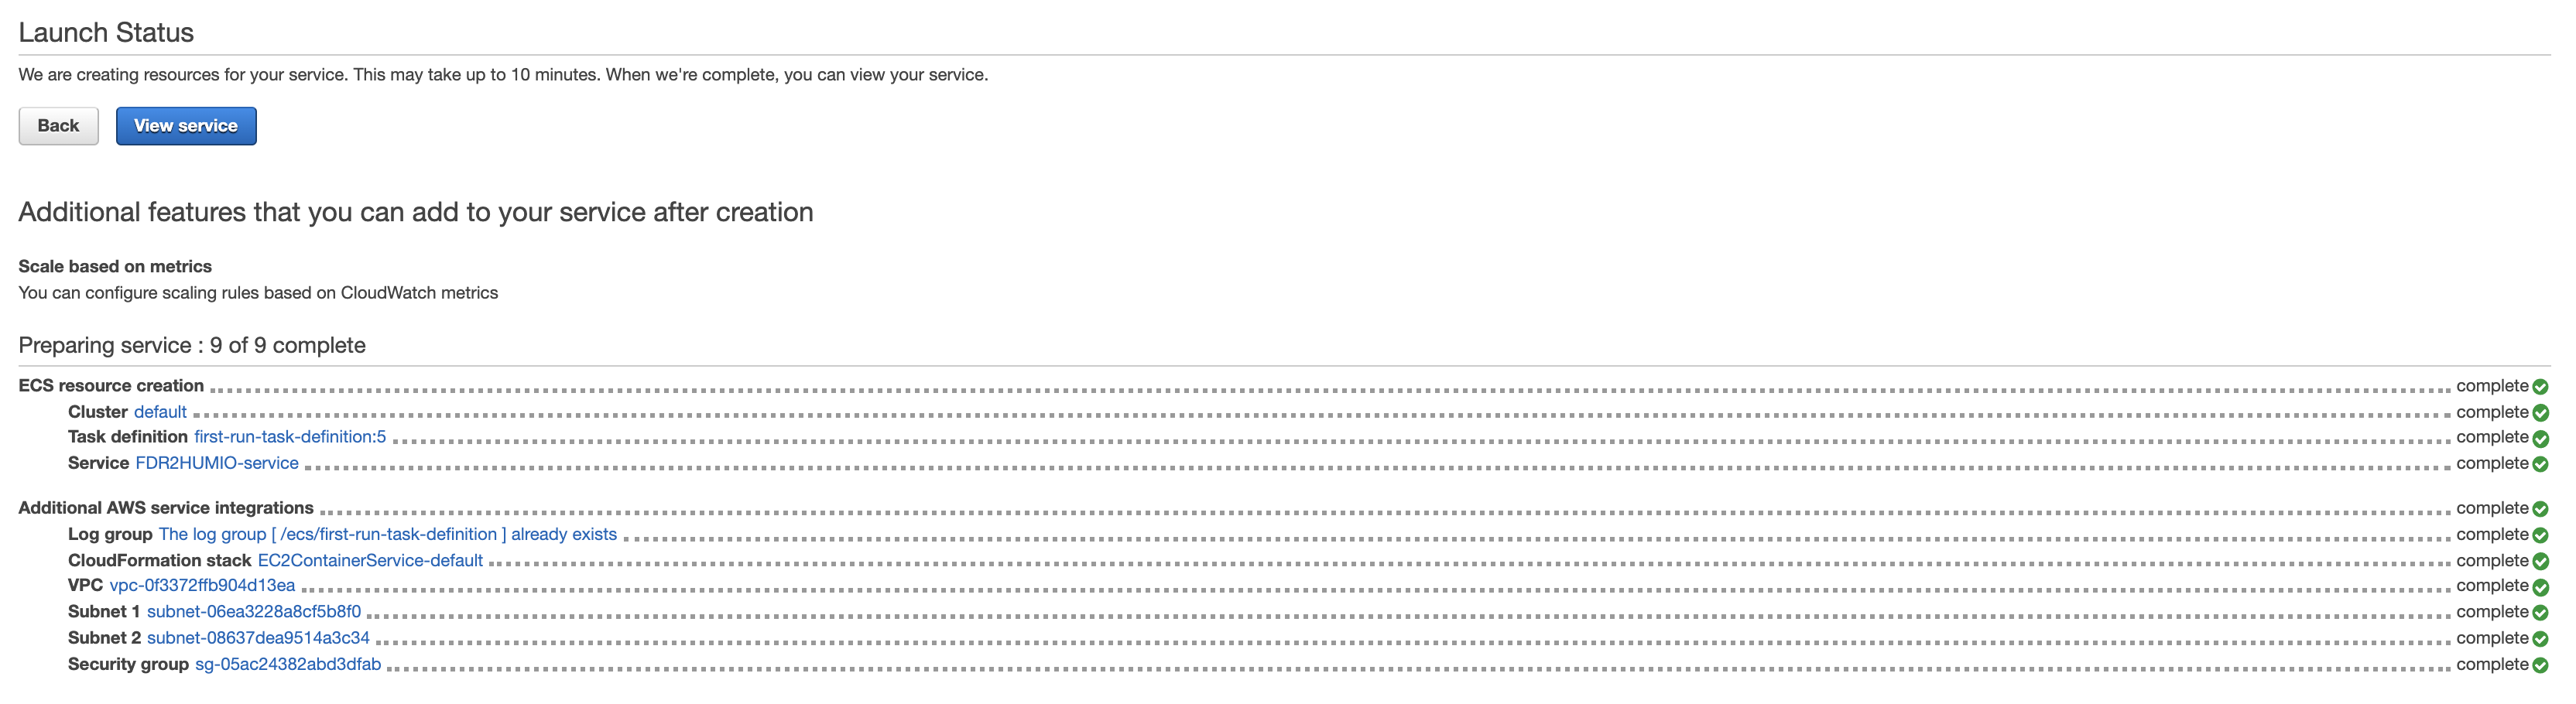 Launch Status
We are creating resources for your service. This may take up to 10 minutes. When we're complete, you can view your service.
Back
View service
Additional features that you can add to your service after creation
Scale based on metrics
You can configure scaling rules based on CloudWatch metrics
Preparing service : 9 of 9 complete
ECS resource creation complete
Cluster default complete
Task definition first-run-task-definition:5 complete
Service FDR2HUMIO-service complete
Additional AWS service integrations complete
Log group The log group [ /ecs/first-run-task-definition ] already exists complete
CloudFormation stack EC2ContainerService-default complete
VPC vpc-0f3372ffb904d13ea complete
Subnet 1 subnet-06ea3228a8cf5b8f0 complete
Subnet 2 subnet-08637dea9514a3c34 complete
Security group sg-05ac24382abd3dfab complete